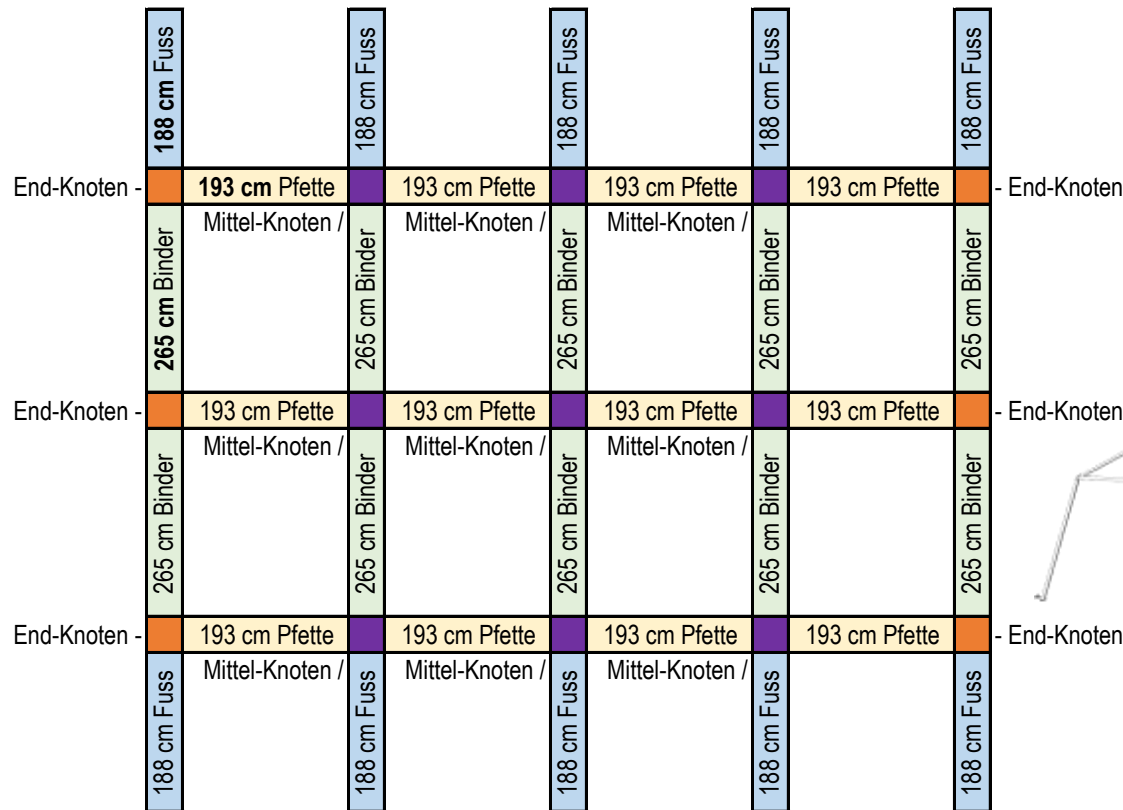 188 cm Fuss
188 cm Fuss
188 cm Fuss
188 cm Fuss
188 cm Fuss
End-Knoten -
193 cm Pfette
193 cm Pfette
193 cm Pfette
193 cm Pfette
- End-Knoten
Mittel-Knoten /
Mittel-Knoten /
Mittel-Knoten /
265 cm Binder
265 cm Binder
265 cm Binder
265 cm Binder
265 cm Binder
End-Knoten -
193 cm Pfette
193 cm Pfette
193 cm Pfette
193 cm Pfette
- End-Knoten
Mittel-Knoten /
Mittel-Knoten /
Mittel-Knoten /
265 cm Binder
265 cm Binder
265 cm Binder
265 cm Binder
265 cm Binder
End-Knoten -
193 cm Pfette
193 cm Pfette
193 cm Pfette
193 cm Pfette
- End-Knoten
Mittel-Knoten /
Mittel-Knoten /
Mittel-Knoten /
188 cm Fuss
188 cm Fuss
188 cm Fuss
188 cm Fuss
188 cm Fuss